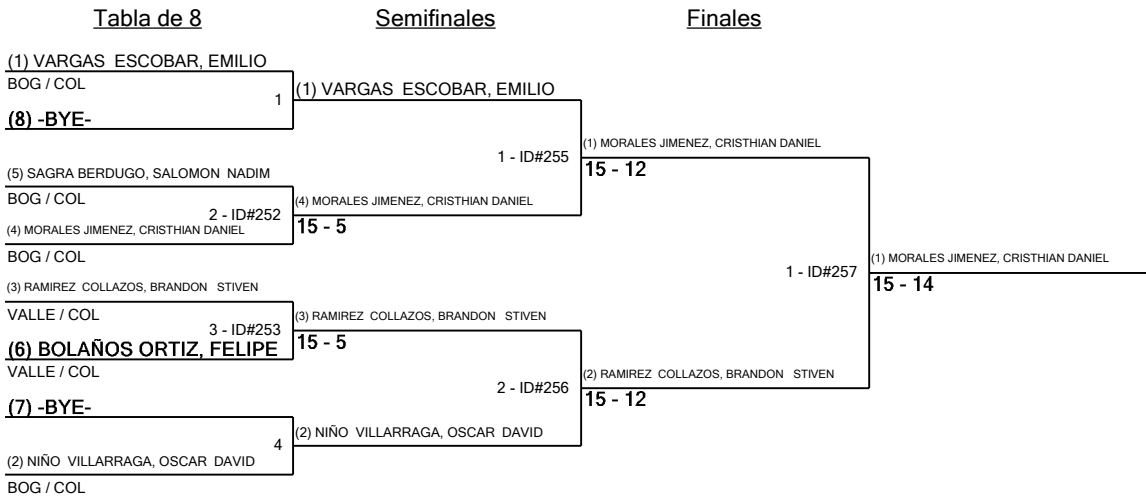 Tabla de 8
Semifinales
Finales
(1) VARGAS ESCOBAR, EMILIO
BOG / COL
1
(8) -BYE-
(5) SAGRA BERDUGO, SALOMON NADIM
BOG / COL
2 - ID#252
(4) MORALES JIMENEZ, CRISTHIAN DANIEL
BOG / COL
(3) RAMIREZ COLLAZOS, BRANDON STIVEN
VALLE / COL
3 - ID#253
(6) BOLAÑOS ORTIZ, FELIPE
VALLE / COL
(7) -BYE-
4
(2) NIÑO VILLARRAGA, OSCAR DAVID
BOG / COL
(1) VARGAS ESCOBAR, EMILIO
1 - ID#255
(4) MORALES JIMENEZ, CRISTHIAN DANIEL
15 - 5
(3) RAMIREZ COLLAZOS, BRANDON STIVEN
15 - 5
2 - ID#256
(2) NIÑO VILLARRAGA, OSCAR DAVID
(1) MORALES JIMENEZ, CRISTHIAN DANIEL
15 - 12
1 - ID#257
(2) RAMIREZ COLLAZOS, BRANDON STIVEN
15 - 12
(1) MORALES JIMENEZ, CRISTHIAN DANIEL
15 - 14